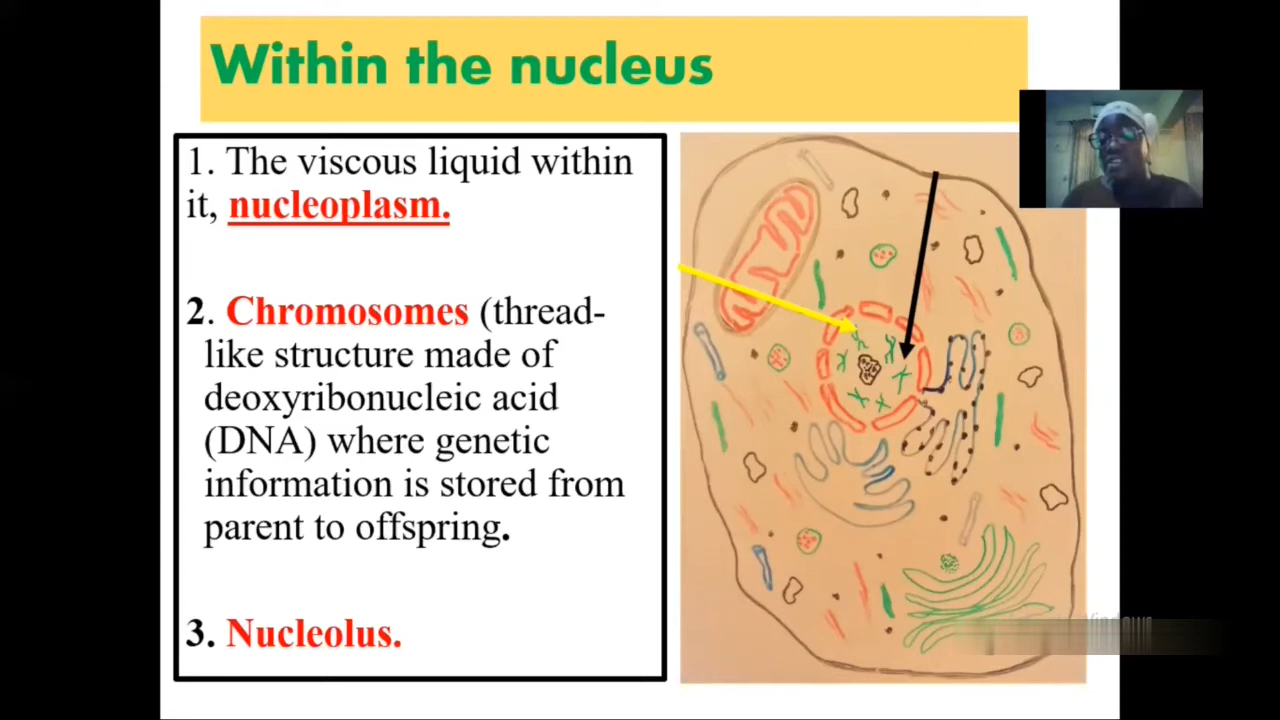 Within the nucleus
1. The viscous liquid within
it, nucleoplasm.
2. Chromosomes (thread-
like structure made of
deoxyribonucleic acid
(DNA) where genetic
information is stored from
parent to offspring.
3. Nucleolus.